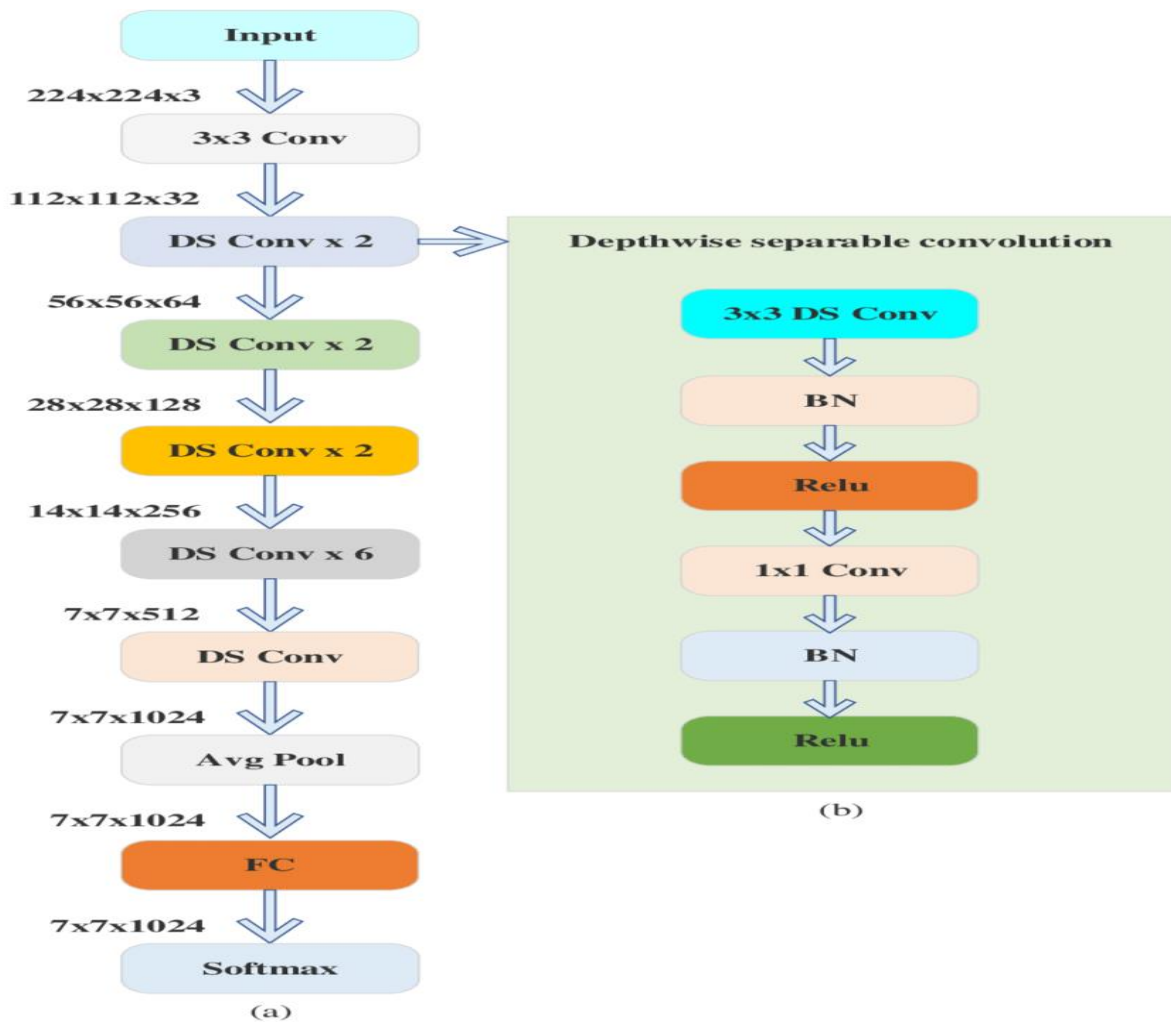 Input
224x224x3
3x3 Conv
112x112x32
DS Conv x 2
56x56x64
DS Conv x 2
28x28x128
DS Conv x 2
14x14x256
DS Conv x 6
7x7x512
DS Conv
7x7x1024
Avg Pool
7x7x1024
FC
7x7x1024
Softmax
(a)
Depthwise separable convolution
3x3 DS Conv
BN
Relu
1x1 Conv
BN
Relu
(b)